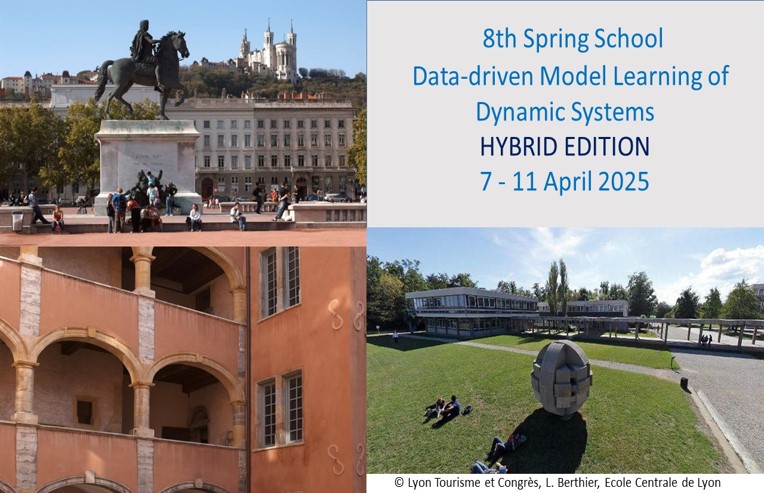 8th Spring School
Data-driven Model Learning of
Dynamic Systems
HYBRID EDITION
7 - 11 April 2025
© Lyon Tourisme et Congrès, L. Berthier, Ecole Centrale de Lyon